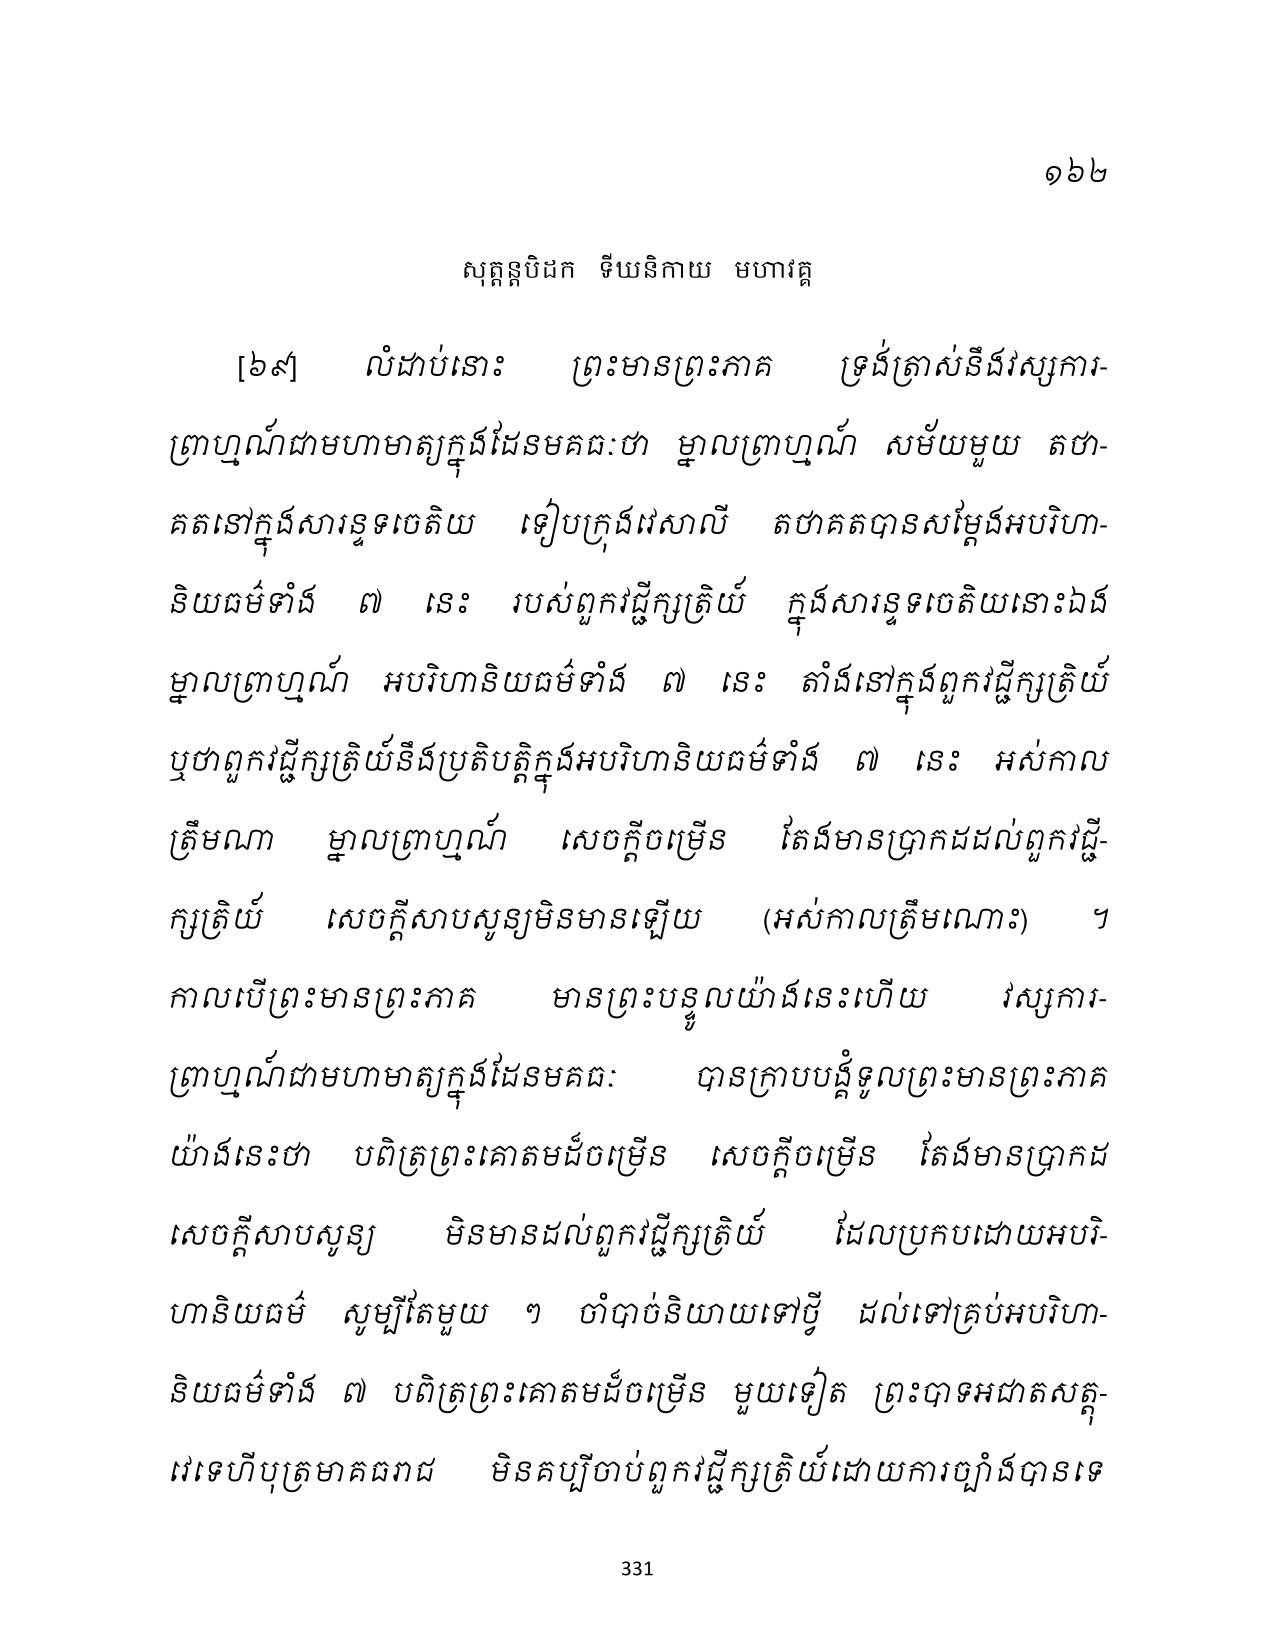 ១៦២
សុត្តន្តបិដក ទីឃនិកាយ មហាវគ្គ
[៦៩] លំដាប់នោះ ព្រះមានព្រះភាគ ទ្រង់ត្រាស់នឹងវស្សការ-
ព្រាហ្មណ៍ជាមហាមាត្យក្នុងដែនមគធៈថា ម្នាលព្រាហ្មណ៍ សម័យមួយ តថា-
គតនៅក្នុងសារន្ទទចេតិយ ទៀបក្រុងវេសាលី តថាគតបានសម្តែងអបរិហា-
និយធម៌ទាំង ៧ នេះ របស់ពួកវជ្ជីក្សត្រិយ៍ ក្នុងសារន្ទទចេតិយនោះឯង
ម្នាលព្រាហ្មណ៍ អបរិហានិយធម៌ទាំង ៧ នេះ តាំងនៅក្នុងពួកវជ្ជីក្សត្រិយ៍
ឬថាពួកវជ្ជីក្សត្រិយ៍នឹងប្រតិបត្តិក្នុងអបរិហានិយធម៌ទាំង ៧ នេះ អស់កាល
ត្រឹមណា ម្នាលព្រាហ្មណ៍ សេចក្តីចម្រើន តែងមានប្រាកដដល់ពួកវជ្ជី-
ក្សត្រិយ៍ សេចក្តីសាបសូន្យមិនមានឡើយ (អស់កាលត្រឹមណោះ) ។
កាលបើព្រះមានព្រះភាគ មានព្រះបន្ទូលយ៉ាងនេះហើយ វស្សការ-
ព្រាហ្មណ៍ជាមហាមាត្យក្នុងដែនមគធៈ បានក្រាបបង្គំទូលព្រះមានព្រះភាគ
យ៉ាងនេះថា បពិត្រព្រះគោតមដ៏ចម្រើន សេចក្តីចម្រើន តែងមានប្រាកដ
សេចក្តីសាបសូន្យ មិនមានដល់ពួកវជ្ជីក្សត្រិយ៍ ដែលប្រកបដោយអបរិ-
ហានិយធម៌ សូម្បីតែមួយ ៗ ចាំបាច់និយាយទៅថ្វី ដល់ទៅគ្រប់អបរិហា-
និយធម៌ទាំង ៧ បពិត្រព្រះគោតមដ៏ចម្រើន មួយទៀត ព្រះបាទអជាតសត្តុ-
វេទេហីបុត្រមាគធរាជ មិនគប្បីចាប់ពួកវជ្ជីក្សត្រិយ៍ដោយការច្បាំងបានទេ
331